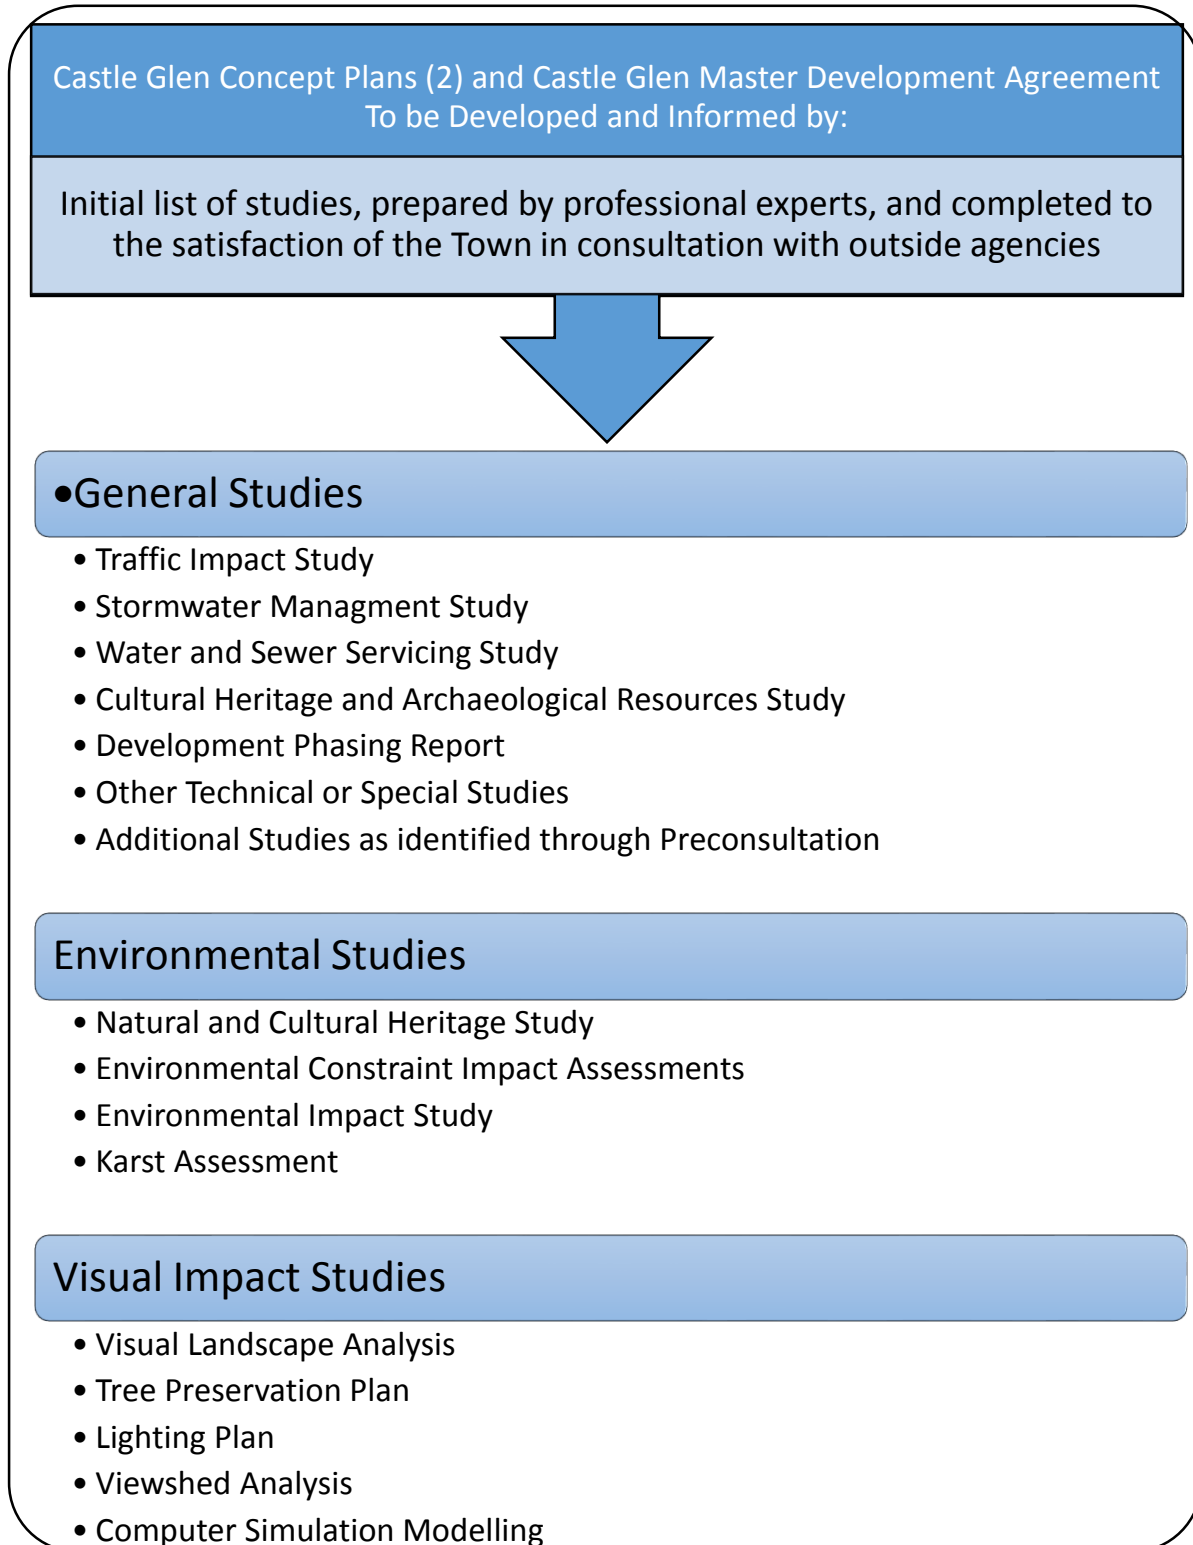 Castle Glen Concept Plans (2) and Castle Glen Master Development Agreement
To be Developed and Informed by:
Initial list of studies, prepared by professional experts, and completed to
the satisfaction of the Town in consultation with outside agencies
•General Studies
• Traffic Impact Study
• Stormwater Managment Study
• Water and Sewer Servicing Study
• Cultural Heritage and Archaeological Resources Study
• Development Phasing Report
• Other Technical or Special Studies
• Additional Studies as identified through Preconsultation
Environmental Studies
• Natural and Cultural Heritage Study
• Environmental Constraint Impact Assessments
• Environmental Impact Study
• Karst Assessment
Visual Impact Studies
• Visual Landscape Analysis
• Tree Preservation Plan
• Lighting Plan
• Viewshed Analysis
• Computer Simulation Modelling